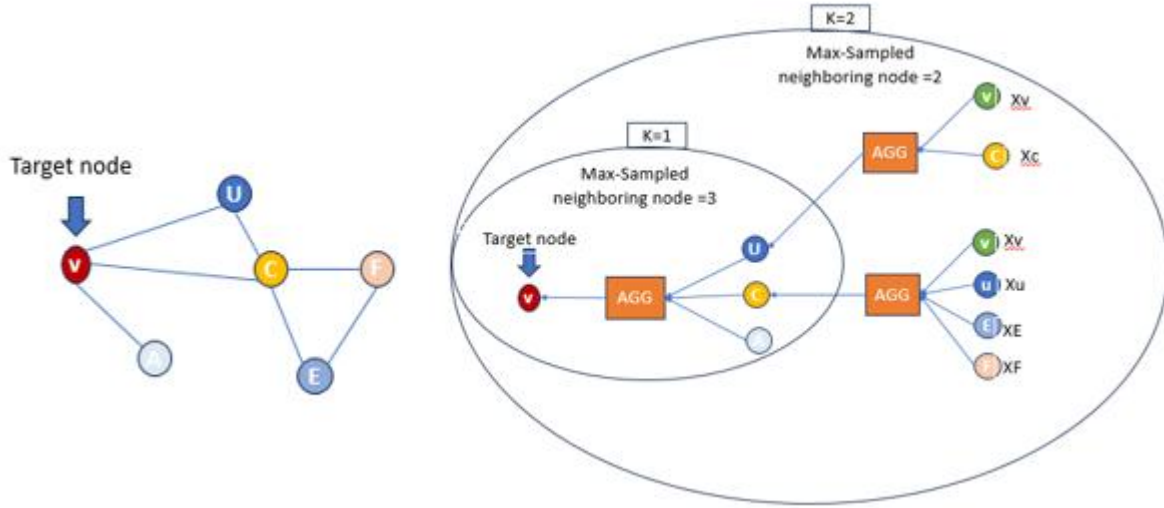 Target node
v
U
C
F
A
E
K=2
Max-Sampled
neighboring node =2
v Xv
C Xc
AGG
K=1
Max-Sampled
neighboring node =3
Target node
v
AGG
U
C
A
AGG
v Xv
u Xu
E XE
F XF